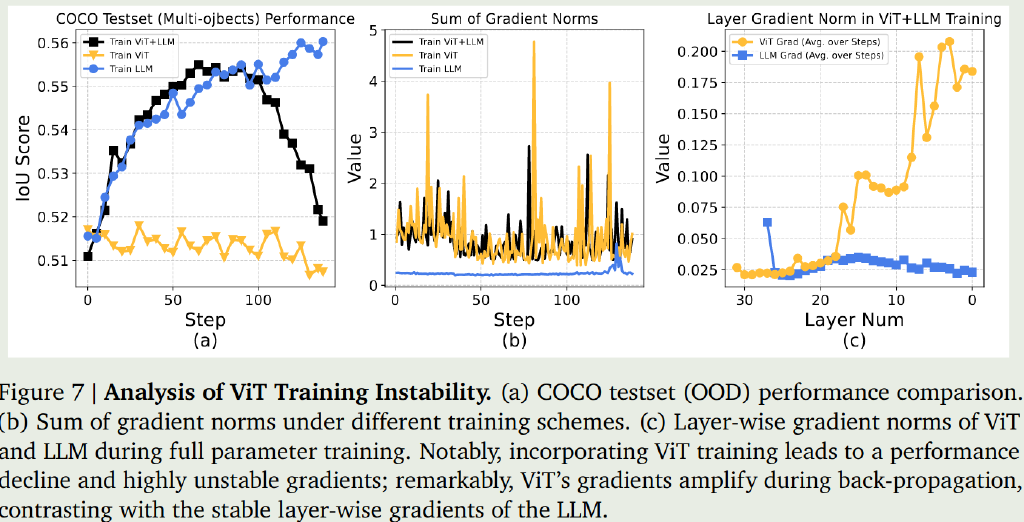 COCO Testset (Multi-ojbects) Performance
Train ViT+LLM
Train ViT
Train LLM
0.56
0.55
0.54
0.53
0.52
0.51
IoU Score
0
50
100
Step
(a)
Sum of Gradient Norms
Train ViT+LLM
Train ViT
Train LLM
5
4
3
2
1
0
Value
0
50
100
Step
(b)
Layer Gradient Norm in ViT+LLM Training
ViT Grad (Avg. over Steps)
LLM Grad (Avg. over Steps)
0.200
0.175
0.150
0.125
0.100
0.075
0.050
0.025
Value
30
20
10
0
Layer Num
(c)
Figure 7 | Analysis of ViT Training Instability. (a) COCO testset (OOD) performance comparison.
(b) Sum of gradient norms under different training schemes. (c) Layer-wise gradient norms of ViT
and LLM during full parameter training. Notably, incorporating ViT training leads to a performance
decline and highly unstable gradients; remarkably, ViT's gradients amplify during back-propagation,
contrasting with the stable layer-wise gradients of the LLM.